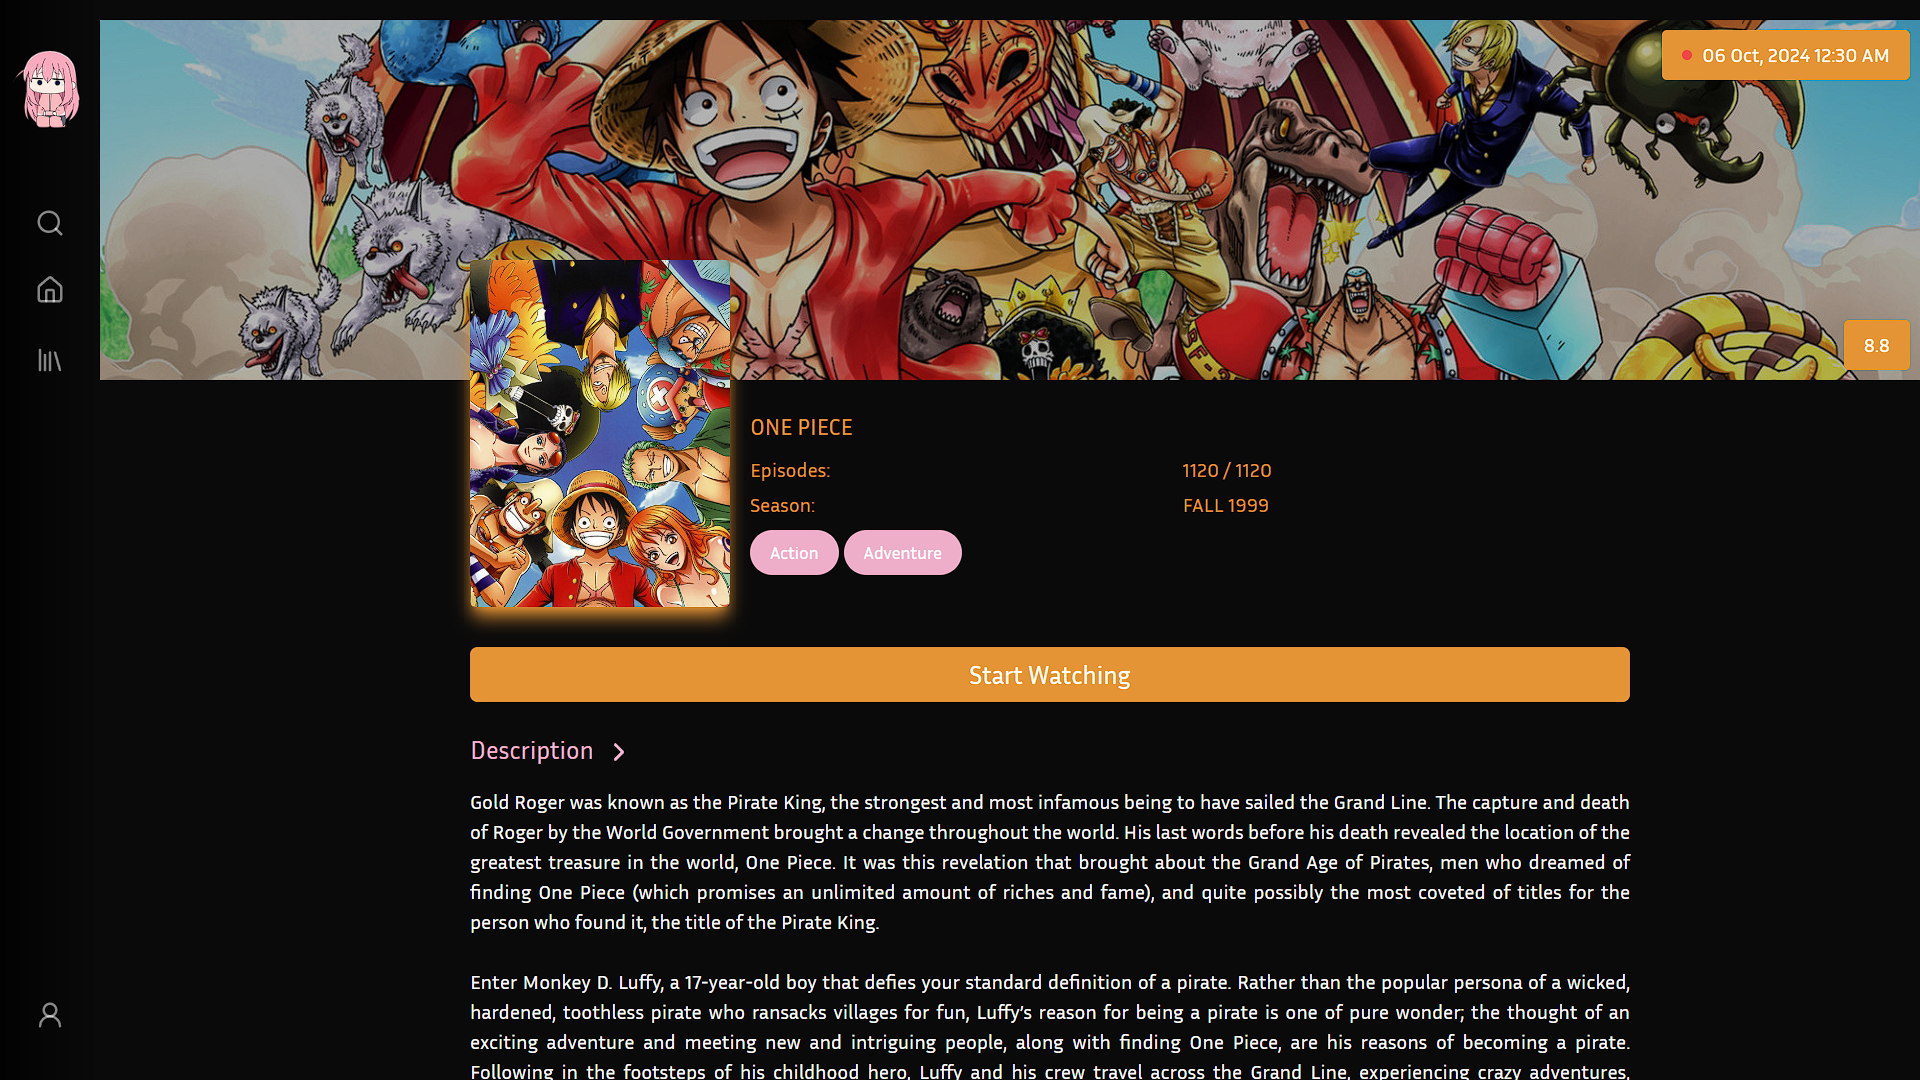 06 Oct, 2024 12:30 AM
8.8
ONE PIECE
Episodes: 1120 / 1120
Season: FALL 1999
Action Adventure
Start Watching
Description
Gold Roger was known as the Pirate King, the strongest and most infamous being to have sailed the Grand Line. The capture and death
of Roger by the World Government brought a change throughout the world. His last words before his death revealed the location of the
greatest treasure in the world, One Piece. It was this revelation that brought about the Grand Age of Pirates, men who dreamed of
finding One Piece (which promises an unlimited amount of riches and fame), and quite possibly the most coveted of titles for the
person who found it, the title of the Pirate King.
Enter Monkey D. Luffy, a 17-year-old boy that defies your standard definition of a pirate. Rather than the popular persona of a wicked,
hardened, toothless pirate who ransacks villages for fun, Luffy’s reason for being a pirate is one of pure wonder; the thought of an
exciting adventure and meeting new and intriguing people, along with finding One Piece, are his reasons of becoming a pirate.
Following in the footsteps of his childhood hero, Luffy and his crew travel across the Grand Line, experiencing crazy adventures,